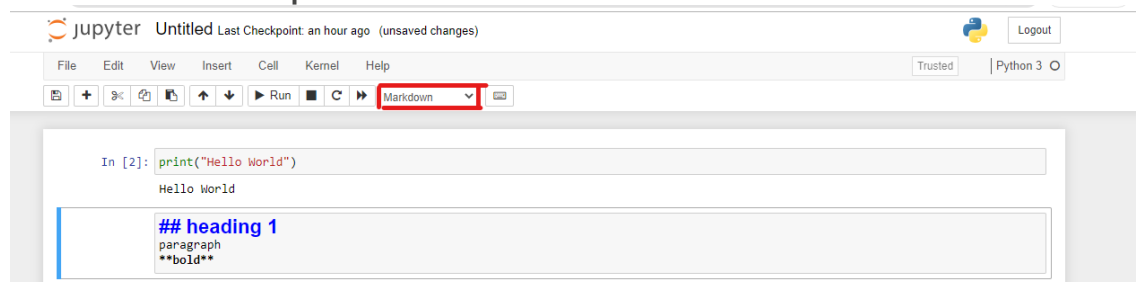 jupyter Untitled Last Checkpoint: an hour ago (unsaved changes) Logout
File Edit View Insert Cell Kernel Help Trusted Python 3
Run Markdown
In [2]: print("Hello World")
Hello World
## heading 1
paragraph
**bold**